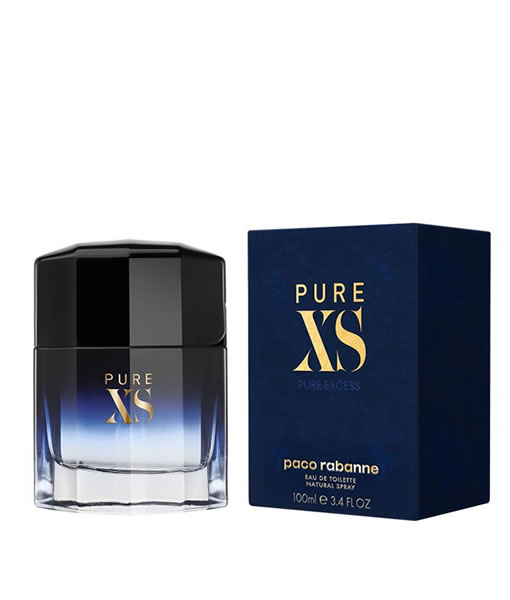 PURE
XS
PURE
XS
PURE EXCESS
paco rabanne
EAU DE TOILETTE
NATURAL SPRAY
100ml e 3.4 FL OZ